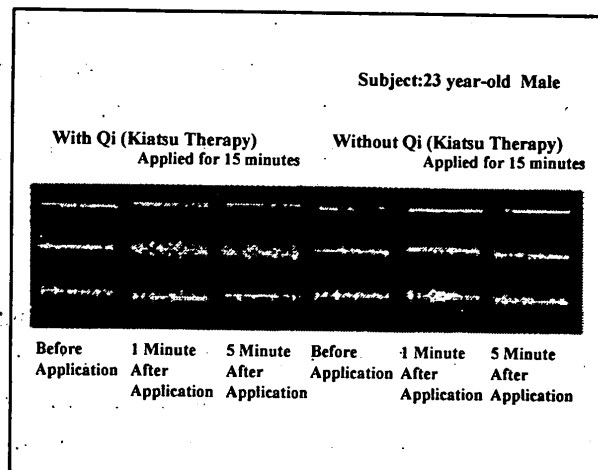 Subject:23 year-old Male
With Qi (Kiatsu Therapy)
Applied for 15 minutes
Without Qi (Kiatsu Therapy)
Applied for 15 minutes
Before
Application
1 Minute
After
Application
5 Minute
After
Application
Before
Application
1 Minute
After
Application
5 Minute
After
Application